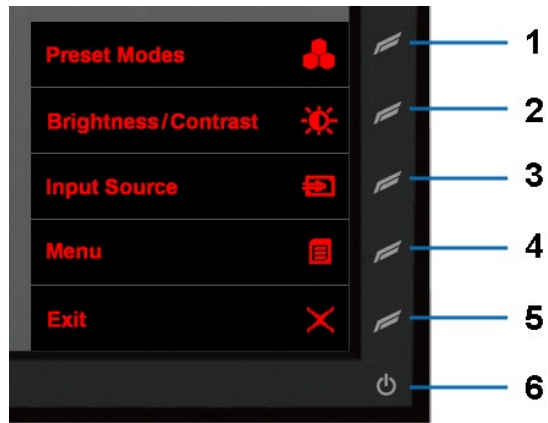 Preset Modes
1
Brightness/Contrast
2
Input Source
3
Menu
4
Exit
5
6